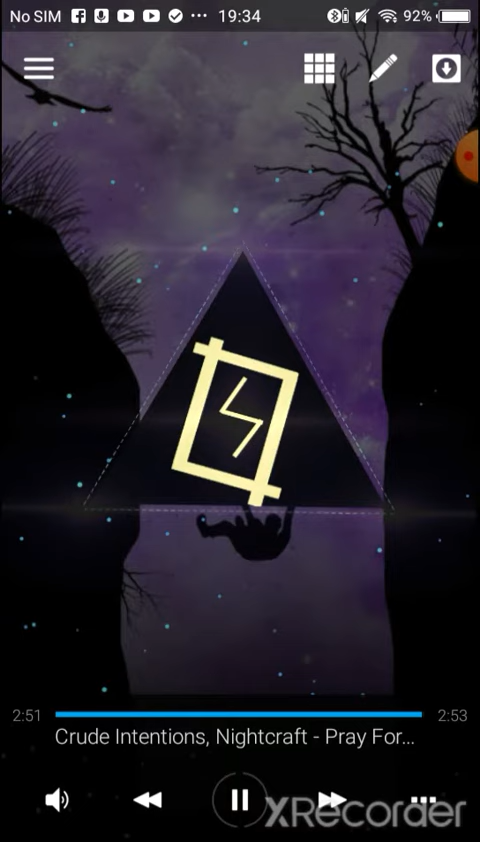 No SIM 19:34 92%
2:51 2:53
Crude Intentions, Nightcraft - Pray For...
XRecorder